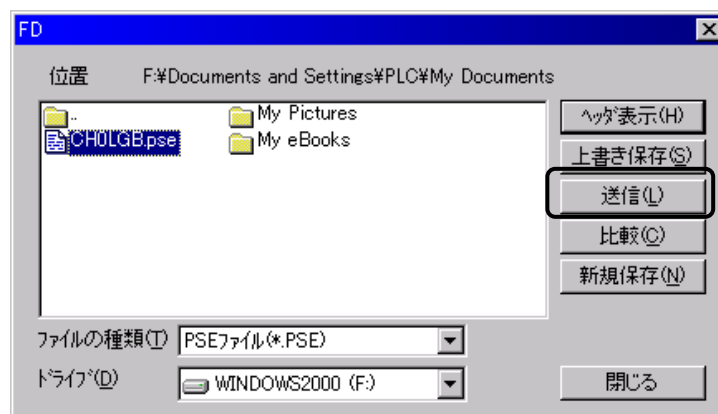 FD
位置 F:¥Documents and Settings¥PLC¥My Documents
..
My Pictures
CH0LGB.pse
My eBooks
ﾍｯﾀﾞ表示(H)
上書き保存(S)
送信(L)
比較(C)
新規保存(N)
ﾌｧｲﾙの種類(T) PSEﾌｧｲﾙ(*.PSE)
ﾄﾞﾗｲﾌﾞ(D) WINDOWS2000 (F:)
閉じる